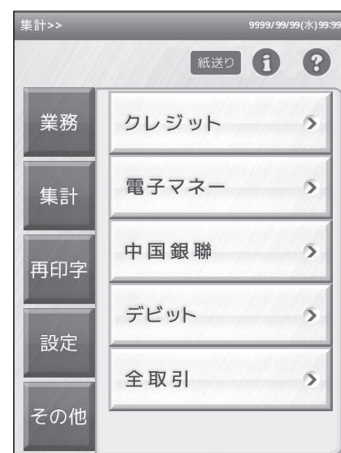 集計>> 9999/99/99(水)99:99
紙送り
業務
集計
再印字
設定
その他
クレジット
電子マネー
中国銀聯
デビット
全取引